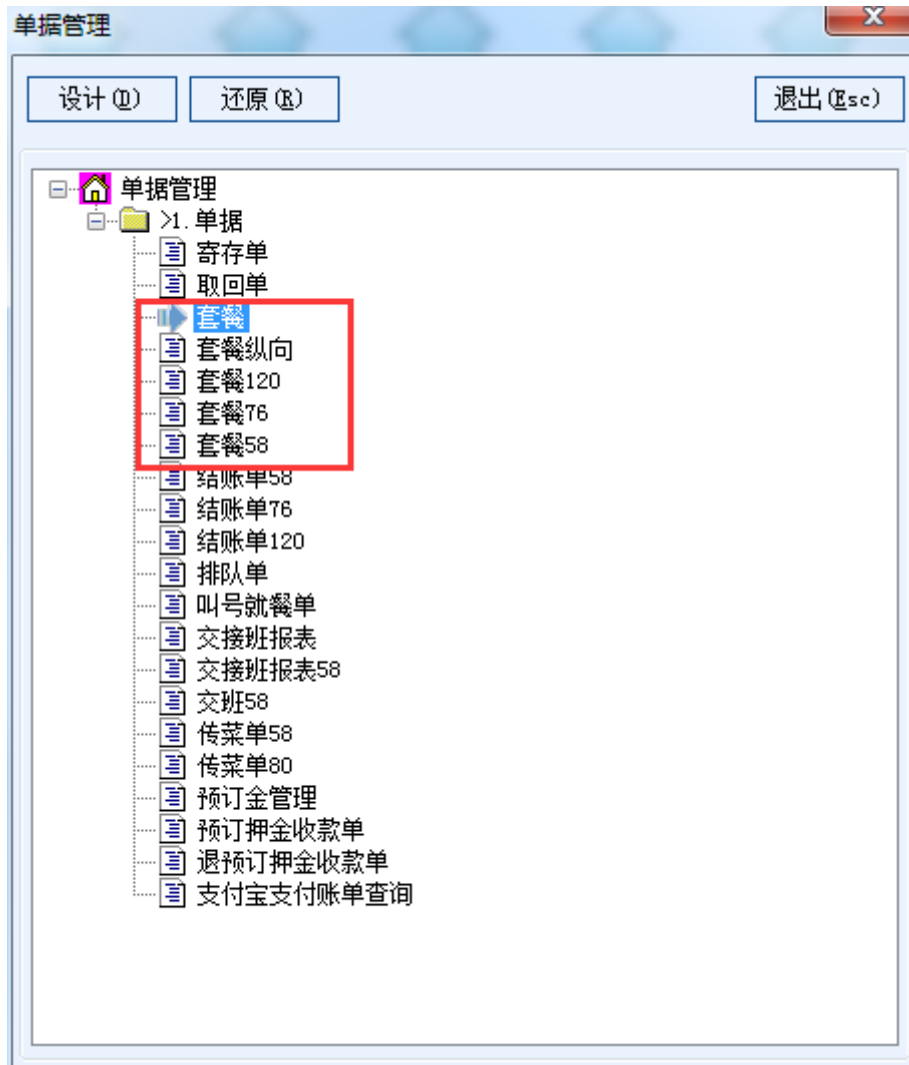 单据管理
设计(D) 还原(R) 退出(Esc)
单据管理
>1.单据
寄存单
取回单
套餐
套餐纵向
套餐120
套餐76
套餐58
结账单58
结账单76
结账单120
排队单
叫号就餐单
交接班报表
交接班报表58
交班58
传菜单58
传菜单80
预订金管理
预订押金收款单
退预订押金收款单
支付宝支付账单查询